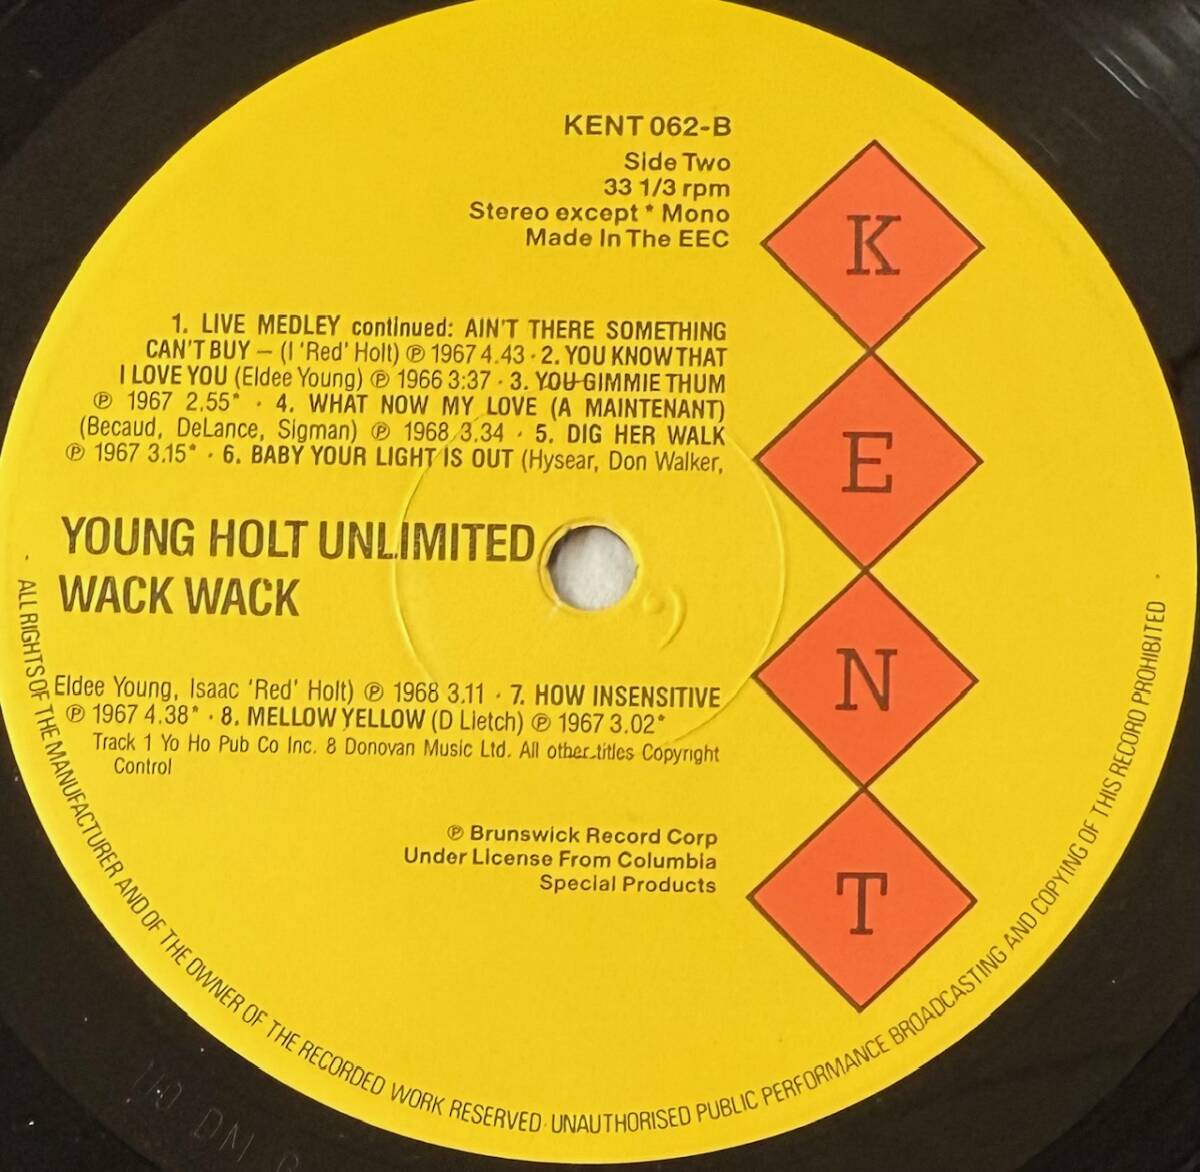 KENT 062-B
Side Two
33 1/3 rpm
Stereo except * Mono
Made In The EEC
1. LIVE MEDLEY continued: AIN'T THERE SOMETHING
CAN'T BUY – (I 'Red' Holt) ℗ 1967 4.43 · 2. YOU KNOW THAT
I LOVE YOU (Eldee Young) ℗ 1966 3:37 · 3. YOU GIMMIE THUM
℗ 1967 2.55* · 4. WHAT NOW MY LOVE (A MAINTENANT)
(Becaud, DeLance, Sigman) ℗ 1968 3.34 · 5. DIG HER WALK
℗ 1967 3.15* · 6. BABY YOUR LIGHT IS OUT (Hysear, Don Walker,
YOUNG HOLT UNLIMITED
WACK WACK
Eldee Young, Isaac 'Red' Holt) ℗ 1968 3.11 · 7. HOW INSENSITIVE
℗ 1967 4.38* · 8. MELLOW YELLOW (D Lietch) ℗ 1967 3.02*
Track 1 Yo Ho Pub Co Inc. 8 Donovan Music Ltd. All other titles Copyright
Control
℗ Brunswick Record Corp
Under License From Columbia
Special Products
K
E
N
T
ALL RIGHTS OF THE MANUFACTURER AND OF THE OWNER OF THE RECORDED WORK RESERVED · UNAUTHORISED PUBLIC PERFORMANCE BROADCASTING AND COPYING OF THIS RECORD PROHIBITED